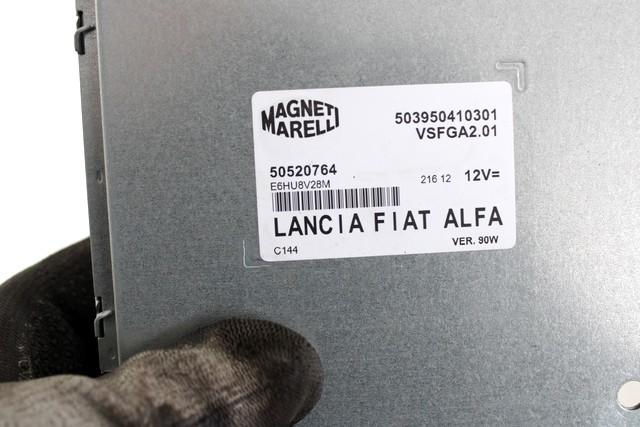 MAGNETI
MARELLI
503950410301
VSFGA2.01
50520764
E6HU8V28M
216 12 12V=
LANCIA FIAT ALFA
C144 VER. 90W